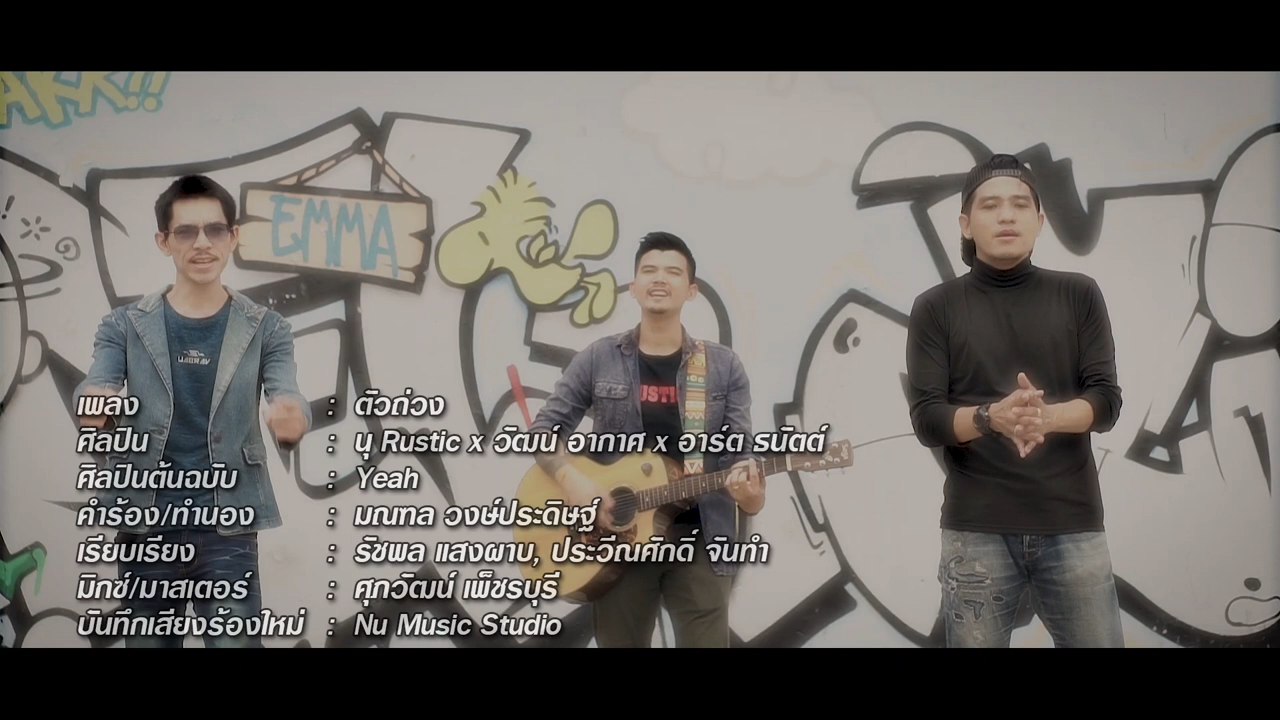 AKK!!
EMMA
เพลง : ตัวถ่วง
ศิลปิน : นุ Rustic x วัฒน์ อากาศ x อาร์ต ธนัตต์
ศิลปินต้นฉบับ : Yeah
คำร้อง/ทำนอง : มณฑล วงษ์ประดิษฐ์
เรียบเรียง : รัชพล แสงผาบ, ประวีณศักดิ์ จันทำ
มิกซ์/มาสเตอร์ : ศุภวัฒน์ เพ็ชรบุรี
บันทึกเสียงร้องใหม่ : Nu Music Studio